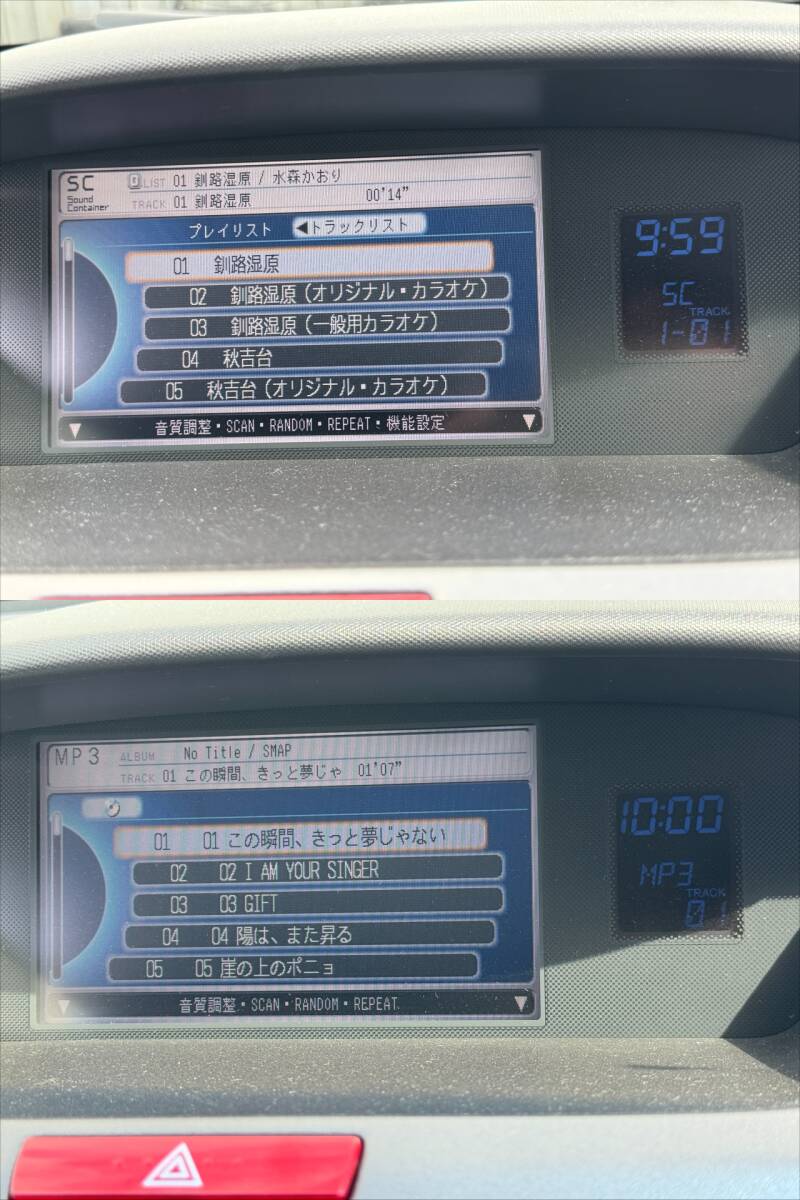 SC
Sound
Container
LIST 01 釧路湿原 / 水森かおり
TRACK 01 釧路湿原 00'14"
プレイリスト ◀トラックリスト
01 釧路湿原
02 釧路湿原(オリジナル・カラオケ)
03 釧路湿原(一般用カラオケ)
04 秋吉台
05 秋吉台(オリジナル・カラオケ)
▼ 音質調整・SCAN・RANDOM・REPEAT・機能設定 ▼
9:59
SC
TRACK
1-01
MP3
ALBUM No Title / SMAP
TRACK 01 この瞬間、きっと夢じゃ 01'07"
01 01 この瞬間、きっと夢じゃない
02 02 I AM YOUR SINGER
03 03 GIFT
04 04 陽は、また昇る
05 05 崖の上のポニョ
▼ 音質調整・SCAN・RANDOM・REPEAT ▼
10:00
MP3
TRACK
01